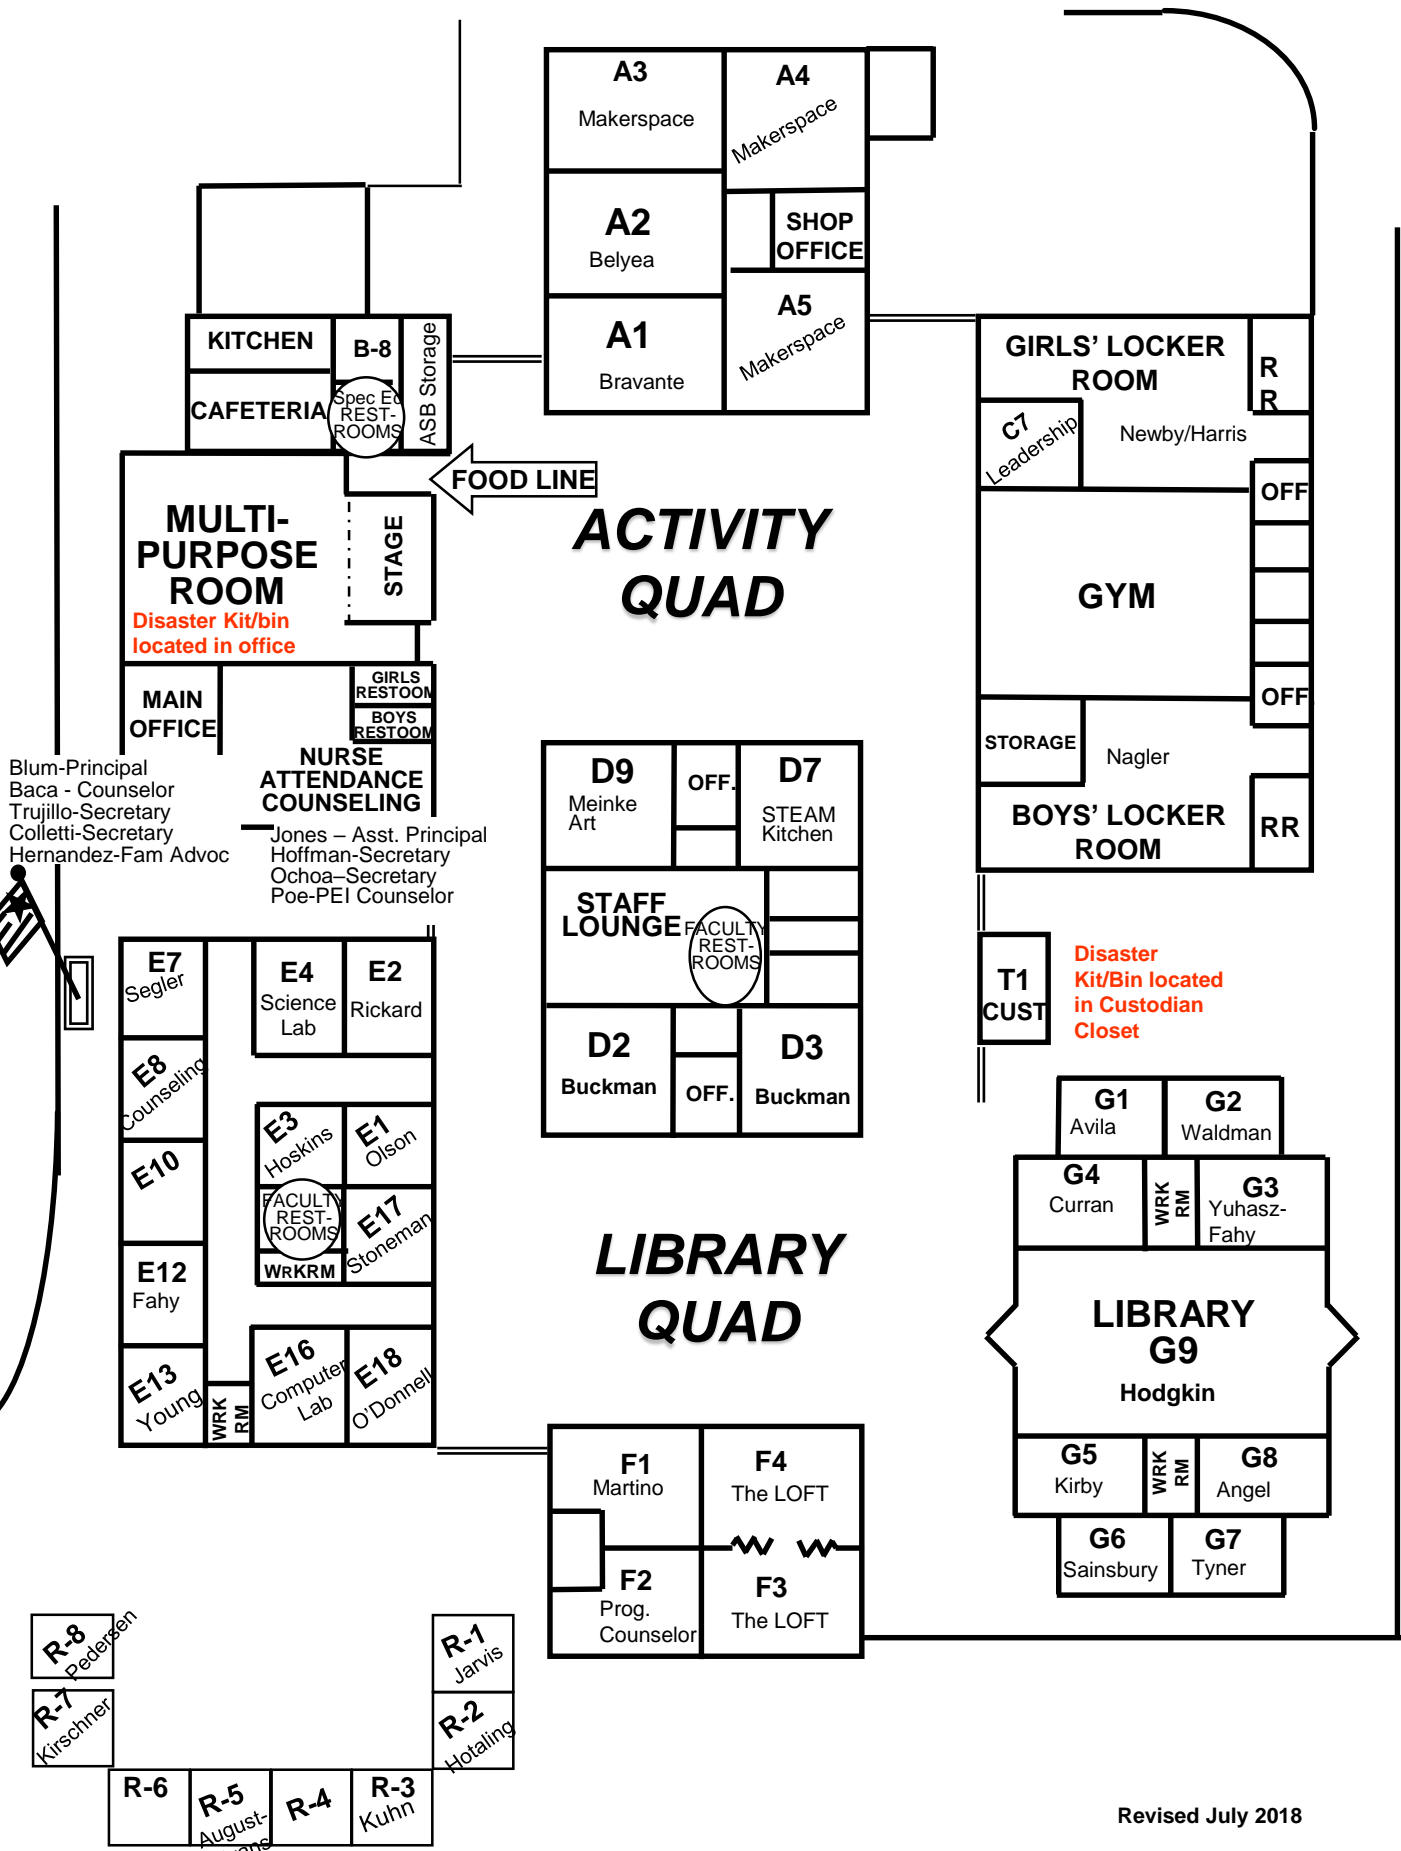 A3
Makerspace
A4
Makerspace
A2
Belyea
SHOP
OFFICE
A1
Bravante
A5
Makerspace
KITCHEN
B-8
ASB Storage
CAFETERIA
Spec Ed
REST-
ROOMS
FOOD LINE
MULTI-
PURPOSE
ROOM
Disaster Kit/bin
located in office
STAGE
ACTIVITY
QUAD
GIRLS' LOCKER
ROOM
R
R
C7
Leadership
Newby/Harris
OFF
GYM
OFF
STORAGE
Nagler
BOYS' LOCKER
ROOM
RR
MAIN
OFFICE
GIRLS
RESTOOM
BOYS
RESTOOM
NURSE
ATTENDANCE
COUNSELING
Blum-Principal
Baca - Counselor
Trujillo-Secretary
Colletti-Secretary
Hernandez-Fam Advoc
Jones – Asst. Principal
Hoffman-Secretary
Ochoa–Secretary
Poe-PEI Counselor
D9
Meinke
Art
OFF.
D7
STEAM
Kitchen
STAFF
LOUNGE
FACULTY
REST-
ROOMS
D2
Buckman
OFF.
D3
Buckman
T1
CUST
Disaster
Kit/Bin located
in Custodian
Closet
E7
Segler
E4
Science
Lab
E2
Rickard
E8
Counseling
E3
Hoskins
E1
Olson
E10
FACULTY
REST-
ROOMS
E17
Stoneman
WRKRM
E12
Fahy
E13
Young
WRK
RM
E16
Computer
Lab
E18
O'Donnell
LIBRARY
QUAD
G1
Avila
G2
Waldman
G4
Curran
WRK
RM
G3
Yuhasz-
Fahy
LIBRARY
G9
Hodgkin
G5
Kirby
WRK
RM
G8
Angel
G6
Sainsbury
G7
Tyner
F1
Martino
F4
The LOFT
F2
Prog.
Counselor
F3
The LOFT
R-8
Pedersen
R-7
Kirschner
R-6
R-5
August-
R-4
R-3
Kuhn
R-1
Jarvis
R-2
Hotaling
Revised July 2018